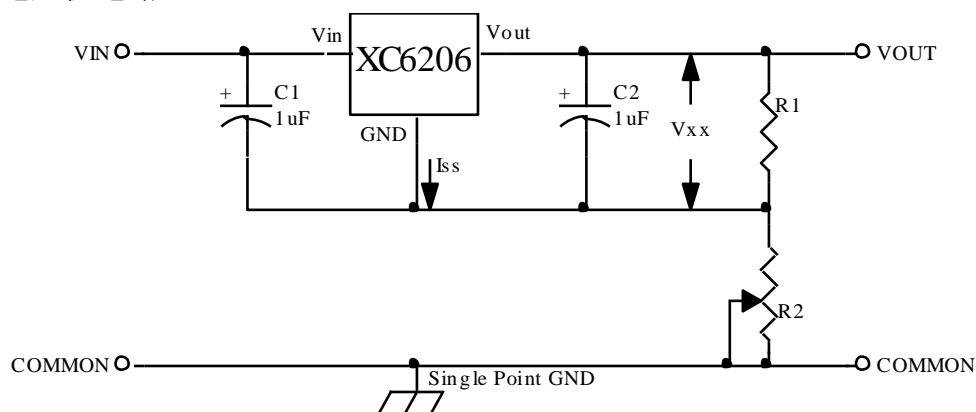 VIN
Vin
XC6206
Vout
VOUT
+
C1
1uF
+
C2
1uF
GND
Iss
Vxx
R1
R2
COMMON
Single Point GND
COMMON